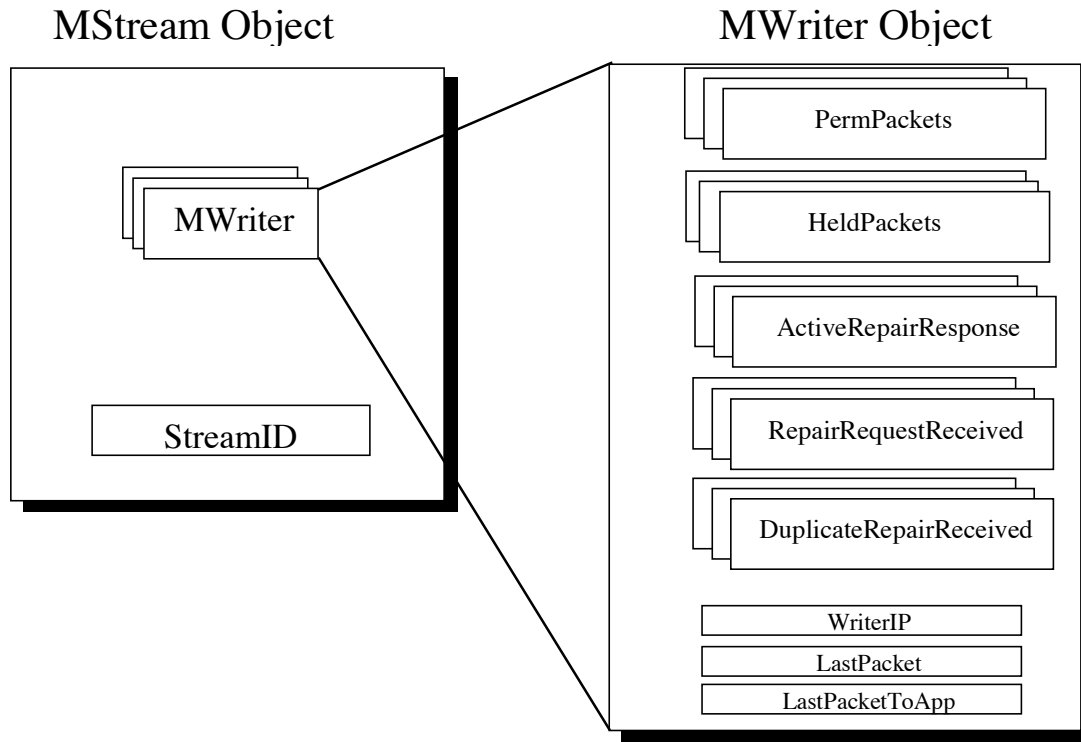 MStream Object
MWriter
StreamID
MWriter Object
PermPackets
HeldPackets
ActiveRepairResponse
RepairRequestReceived
DuplicateRepairReceived
WriterIP
LastPacket
LastPacketToApp